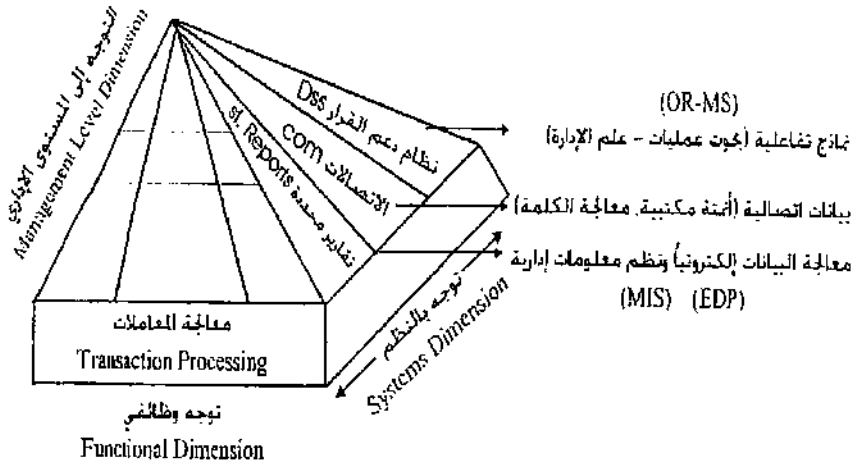 التوجه إلى المستوى الإداري
Management Level Dimension
نظام دعم القرار Dss
الاتصالات com
تقارير محددة st. Reports
(OR-MS)
نماذج تفاعلية (بحوث عمليات - علم الإدارة)
بيانات اتصالية (أتمتة مكتبية، معالجة الكلمة)
معالجة البيانات إلكترونياً ونظم معلومات إدارية
(MIS) (EDP)
توجه بالنظم
Systems Dimension
معالجة المعاملات
Transaction Processing
توجه وظائفي
Functional Dimension